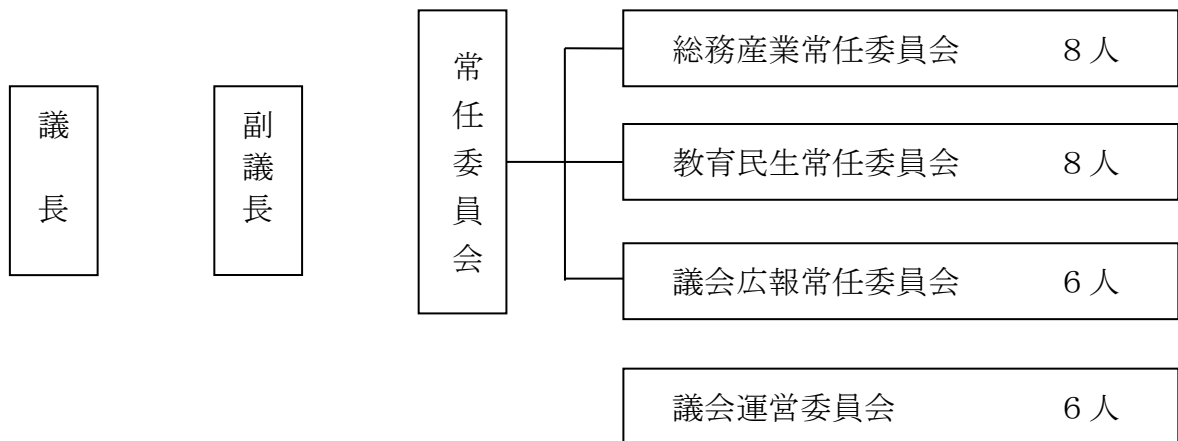 議長
副議長
常任委員会
総務産業常任委員会　８人
教育民生常任委員会　８人
議会広報常任委員会　６人
議会運営委員会　６人